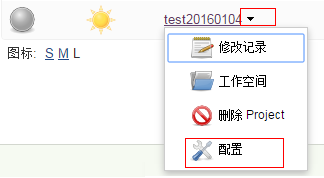 test20160104
图标: S M L
修改记录
工作空间
删除 Project
配置